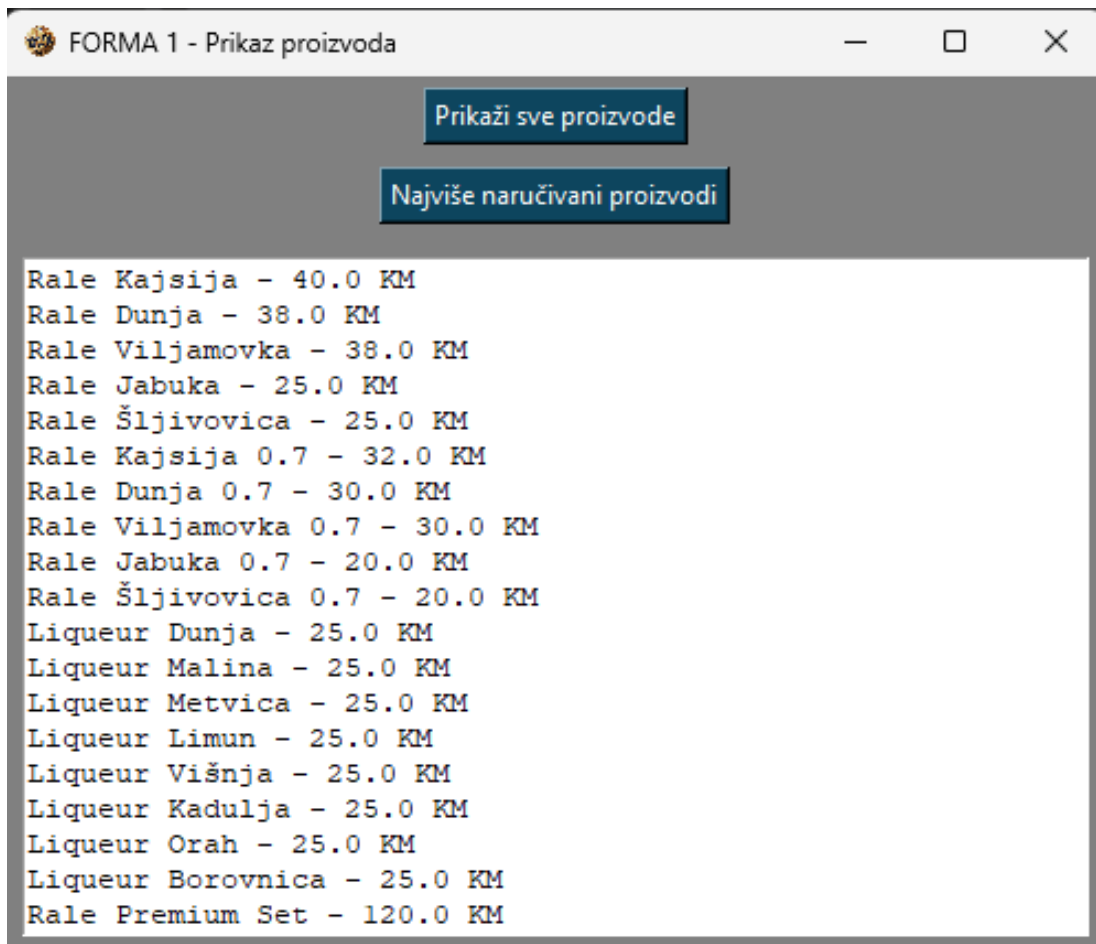 FORMA 1 - Prikaz proizvoda
Prikaži sve proizvode
Najviše naručivani proizvodi
Rale Kajsija - 40.0 KM
Rale Dunja - 38.0 KM
Rale Viljamovka - 38.0 KM
Rale Jabuka - 25.0 KM
Rale Šljivovica - 25.0 KM
Rale Kajsija 0.7 - 32.0 KM
Rale Dunja 0.7 - 30.0 KM
Rale Viljamovka 0.7 - 30.0 KM
Rale Jabuka 0.7 - 20.0 KM
Rale Šljivovica 0.7 - 20.0 KM
Liqueur Dunja - 25.0 KM
Liqueur Malina - 25.0 KM
Liqueur Metvica - 25.0 KM
Liqueur Limun - 25.0 KM
Liqueur Višnja - 25.0 KM
Liqueur Kadulja - 25.0 KM
Liqueur Orah - 25.0 KM
Liqueur Borovnica - 25.0 KM
Rale Premium Set - 120.0 KM